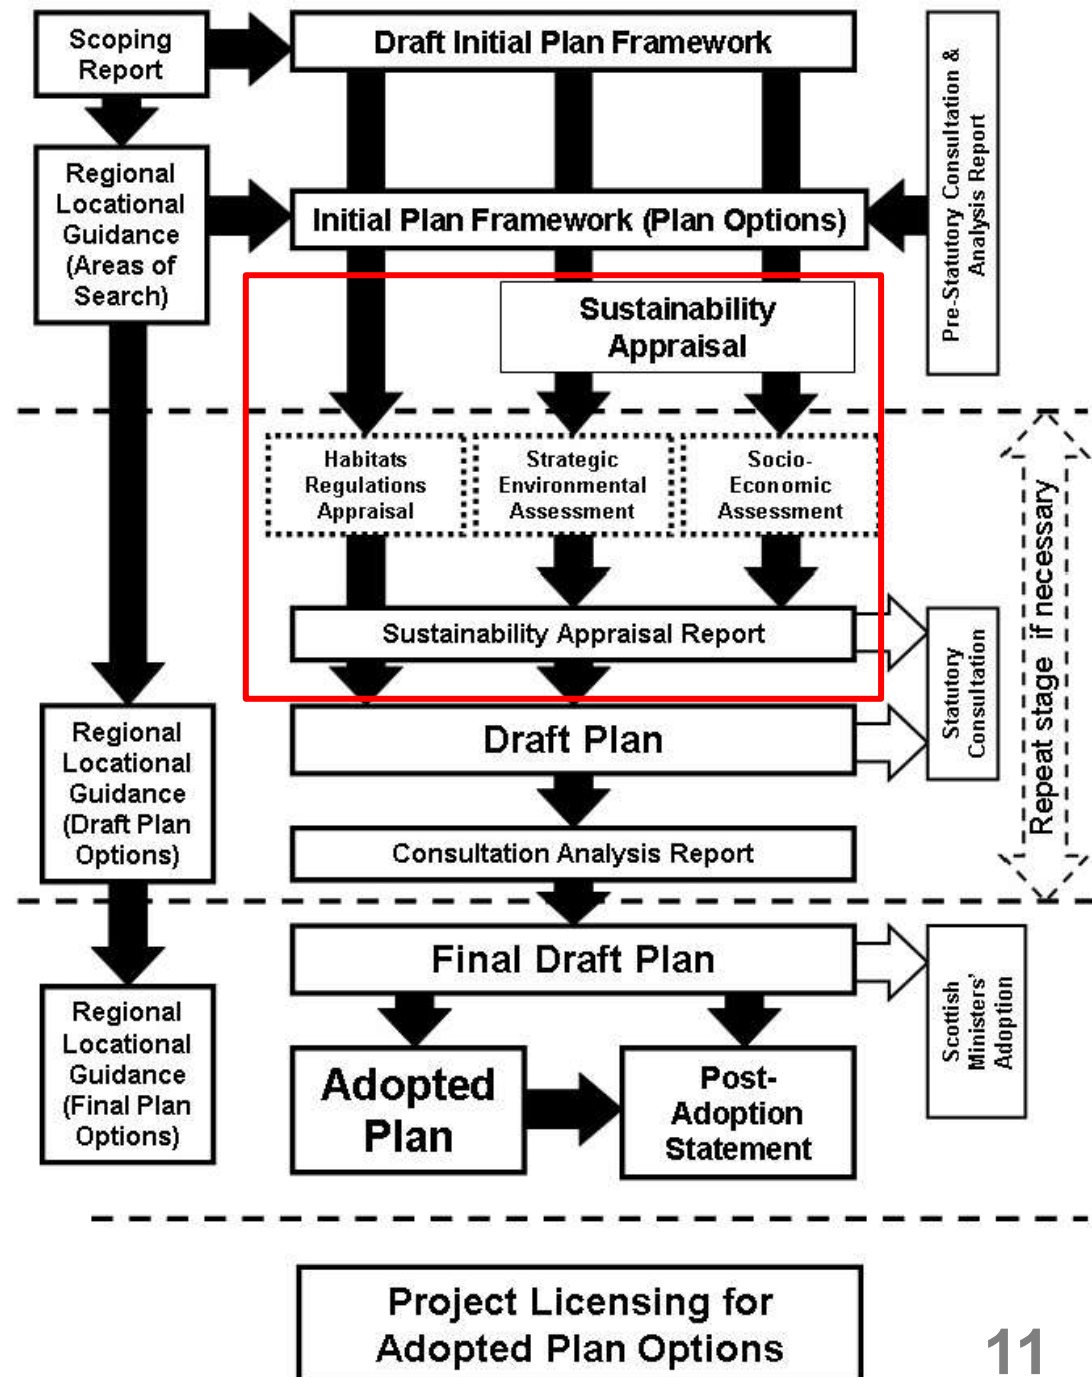 Scoping
Report
Draft Initial Plan Framework
Pre-Statutory Consultation &
Analysis Report
Regional
Locational
Guidance
(Areas of
Search)
Initial Plan Framework (Plan Options)
Sustainability
Appraisal
Habitats
Regulations
Appraisal
Strategic
Environmental
Assessment
Socio-
Economic
Assessment
Repeat stage if necessary
Sustainability Appraisal Report
Statutory
Consultation
Regional
Locational
Guidance
(Draft Plan
Options)
Draft Plan
Consultation Analysis Report
Final Draft Plan
Scottish
Ministers'
Adoption
Regional
Locational
Guidance
(Final Plan
Options)
Adopted
Plan
Post-
Adoption
Statement
Project Licensing for
Adopted Plan Options
11